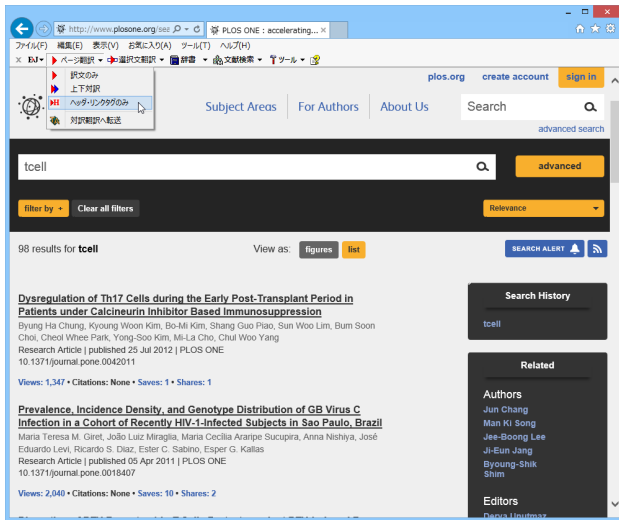 http://www.plosone.org/sea
PLOS ONE : accelerating... ×
ファイル(F) 編集(E) 表示(V) お気に入り(A) ツール(T) ヘルプ(H)
× EJ ページ翻訳 選択文翻訳 辞書 文献検索 ツール
訳文のみ
上下対訳
ヘッダ・リンクタグのみ
対訳翻訳へ転送
plos.org create account sign in
Subject Areas For Authors About Us Search
advanced search
tcell advanced
filter by + Clear all filters Relevance
98 results for tcell View as: figures list SEARCH ALERT
Dysregulation of Th17 Cells during the Early Post-Transplant Period in
Patients under Calcineurin Inhibitor Based Immunosuppression
Byung Ha Chung, Kyoung Woon Kim, Bo-Mi Kim, Shang Guo Piao, Sun Woo Lim, Bum Soon
Choi, Cheol Whee Park, Yong-Soo Kim, Mi-La Cho, Chul Woo Yang
Research Article | published 25 Jul 2012 | PLOS ONE
10.1371/journal.pone.0042011
Views: 1,347 • Citations: None • Saves: 1 • Shares: 1
Prevalence, Incidence Density, and Genotype Distribution of GB Virus C
Infection in a Cohort of Recently HIV-1-Infected Subjects in Sao Paulo, Brazil
Maria Teresa M. Giret, João Luiz Miraglia, Maria Cecília Araripe Sucupira, Anna Nishiya, José
Eduardo Levi, Ricardo S. Diaz, Ester C. Sabino, Esper G. Kallas
Research Article | published 05 Apr 2011 | PLOS ONE
10.1371/journal.pone.0018407
Views: 2,040 • Citations: None • Saves: 10 • Shares: 2
Search History
tcell
Related
Authors
Jun Chang
Man Ki Song
Jee-Boong Lee
Ji-Eun Jang
Byoung-Shik
Shim
Editors
Derya Unutmaz